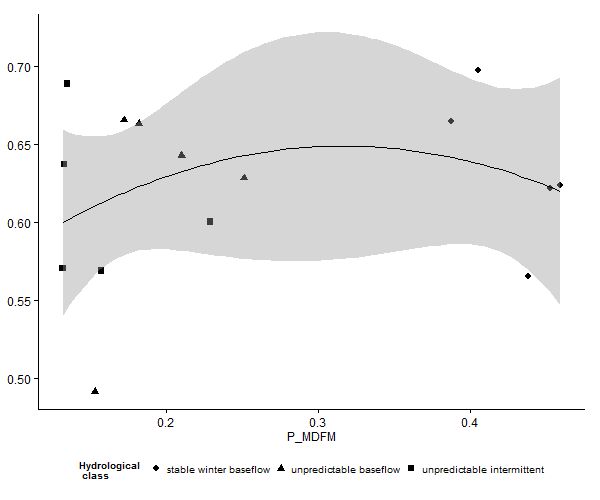 0.70
0.65
0.60
0.55
0.50
0.2 0.3 0.4
P_MDFM
Hydrological
class
stable winter baseflow unpredictable baseflow unpredictable intermittent